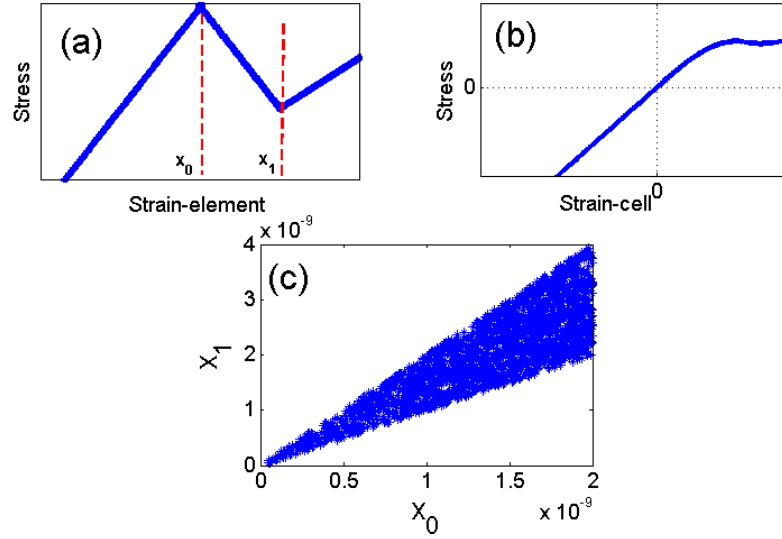 (a)
Stress
x0
x1
Strain-element
(b)
Stress
0
0
Strain-cell
x 10^-9
(c)
4
3
2
1
0
X1
0
0.5
1
1.5
2
X0
x 10^-9